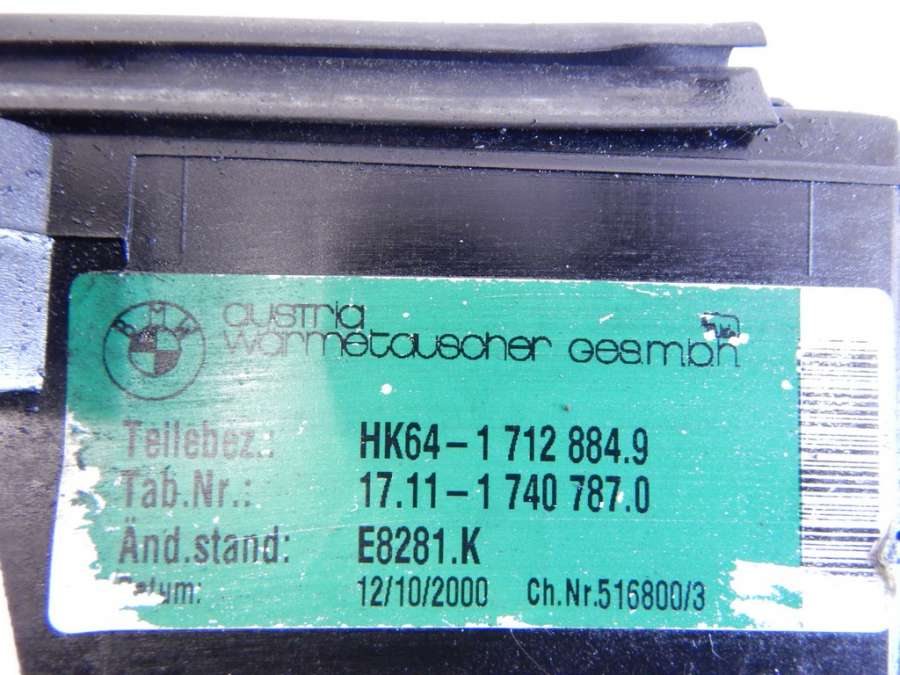 BMW
austria
wärmetauscher Ges.m.b.h
Teilebez.: HK64-1 712 884.9
Tab.Nr.: 17.11-1 740 787.0
Änd.stand: E8281.K
12/10/2000 Ch.Nr.516800/3